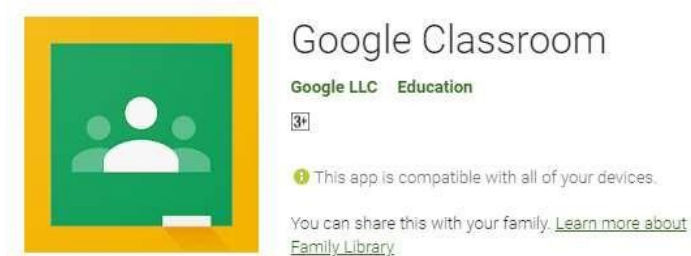 Google Classroom
Google LLC Education
3+
This app is compatible with all of your devices.
You can share this with your family. Learn more about
Family Library